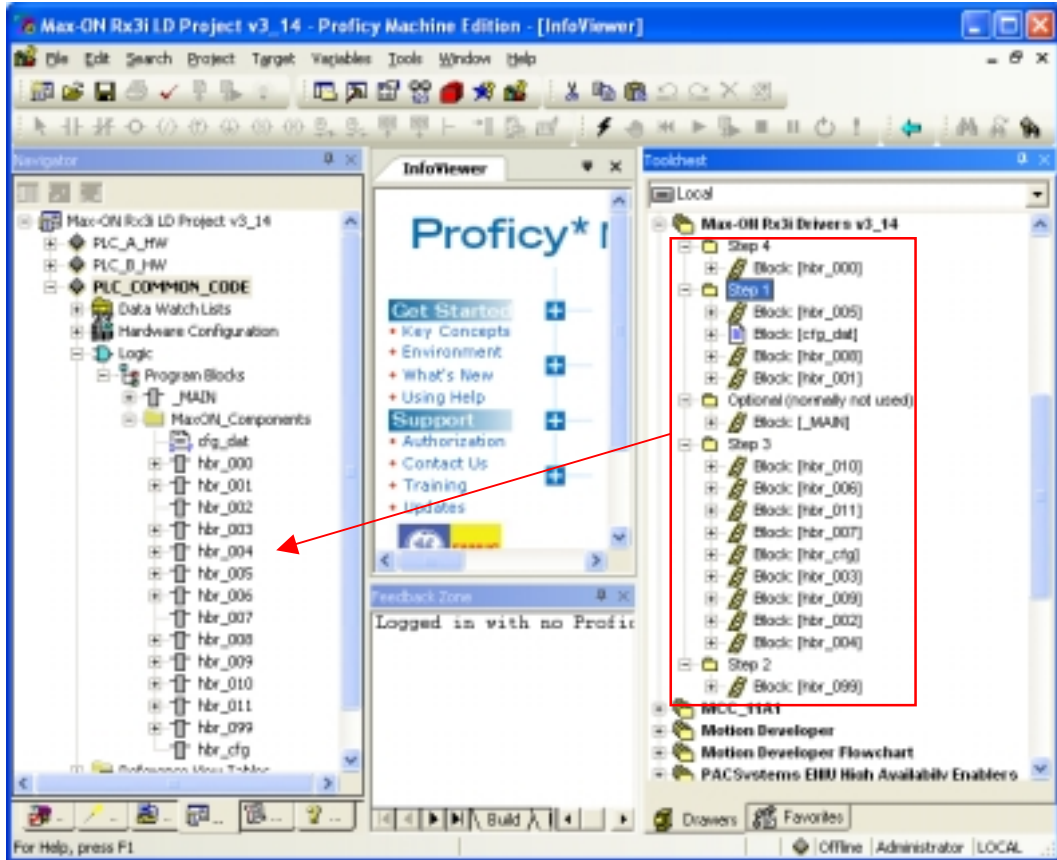 Max-ON Rx3i LD Project v3_14 - Proficy Machine Edition - [InfoViewer]
File Edit Search Project Target Variables Tools Window Help
Navigator
Max-ON Rx3i LD Project v3_14
PLC_A_HW
PLC_B_HW
PLC_COMMON_CODE
Data Watch Lists
Hardware Configuration
Logic
Program Blocks
_MAIN
MaxON_Components
cfg_dat
hbr_000
hbr_001
hbr_002
hbr_003
hbr_004
hbr_005
hbr_006
hbr_007
hbr_008
hbr_009
hbr_010
hbr_011
hbr_099
hbr_cfg
Reference View Tables
InfoViewer
Proficy*
Get Started
Key Concepts
Environment
What's New
Using Help
Support
Authorization
Contact Us
Training
Updates
Feedback Zone
Logged in with no Profic
Build
Toolchest
Local
Max-ON Rx3i Drivers v3_14
Step 4
Block: [hbr_000]
Step 1
Block: [hbr_005]
Block: [cfg_dat]
Block: [hbr_008]
Block: [hbr_001]
Optional (normally not used)
Block: [_MAIN]
Step 3
Block: [hbr_010]
Block: [hbr_006]
Block: [hbr_011]
Block: [hbr_007]
Block: [hbr_cfg]
Block: [hbr_003]
Block: [hbr_009]
Block: [hbr_002]
Block: [hbr_004]
Step 2
Block: [hbr_099]
MCC_11A1
Motion Developer
Motion Developer Flowchart
PACSystems EMU High Availabily Enablers
Drawers Favorites
For Help, press F1
Offline Administrator LOCAL